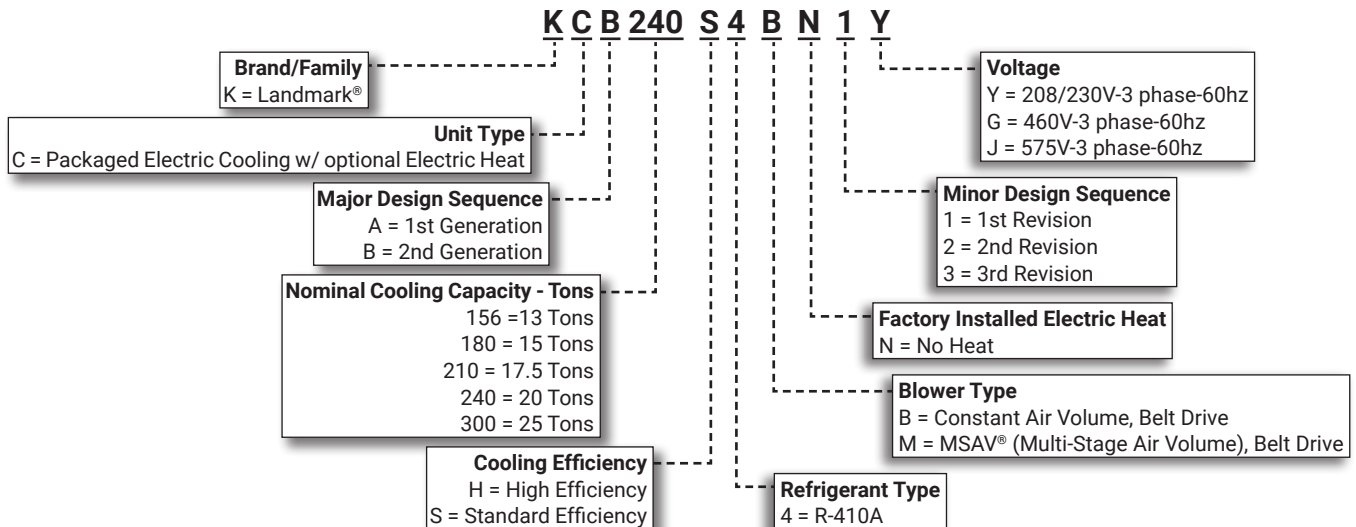 K C B 240 S 4 B N 1 Y
Brand/Family
K = Landmark®
Unit Type
C = Packaged Electric Cooling w/ optional Electric Heat
Major Design Sequence
A = 1st Generation
B = 2nd Generation
Nominal Cooling Capacity - Tons
156 =13 Tons
180 = 15 Tons
210 = 17.5 Tons
240 = 20 Tons
300 = 25 Tons
Cooling Efficiency
H = High Efficiency
S = Standard Efficiency
Voltage
Y = 208/230V-3 phase-60hz
G = 460V-3 phase-60hz
J = 575V-3 phase-60hz
Minor Design Sequence
1 = 1st Revision
2 = 2nd Revision
3 = 3rd Revision
Factory Installed Electric Heat
N = No Heat
Blower Type
B = Constant Air Volume, Belt Drive
M = MSAV® (Multi-Stage Air Volume), Belt Drive
Refrigerant Type
4 = R-410A